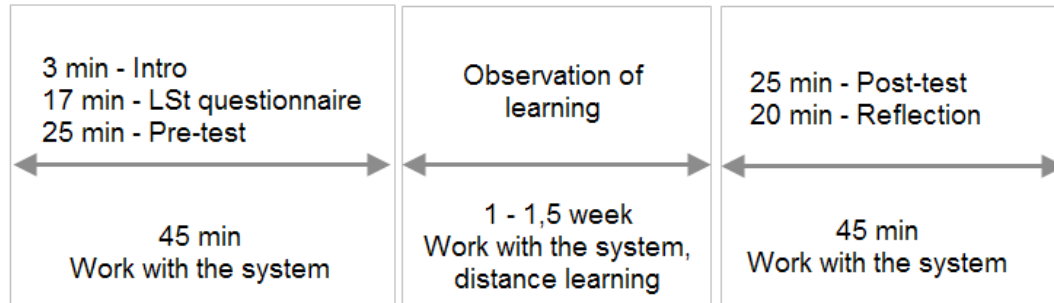 3 min - Intro
17 min - LSt questionnaire
25 min - Pre-test
45 min
Work with the system
Observation of
learning
1 - 1,5 week
Work with the system,
distance learning
25 min - Post-test
20 min - Reflection
45 min
Work with the system